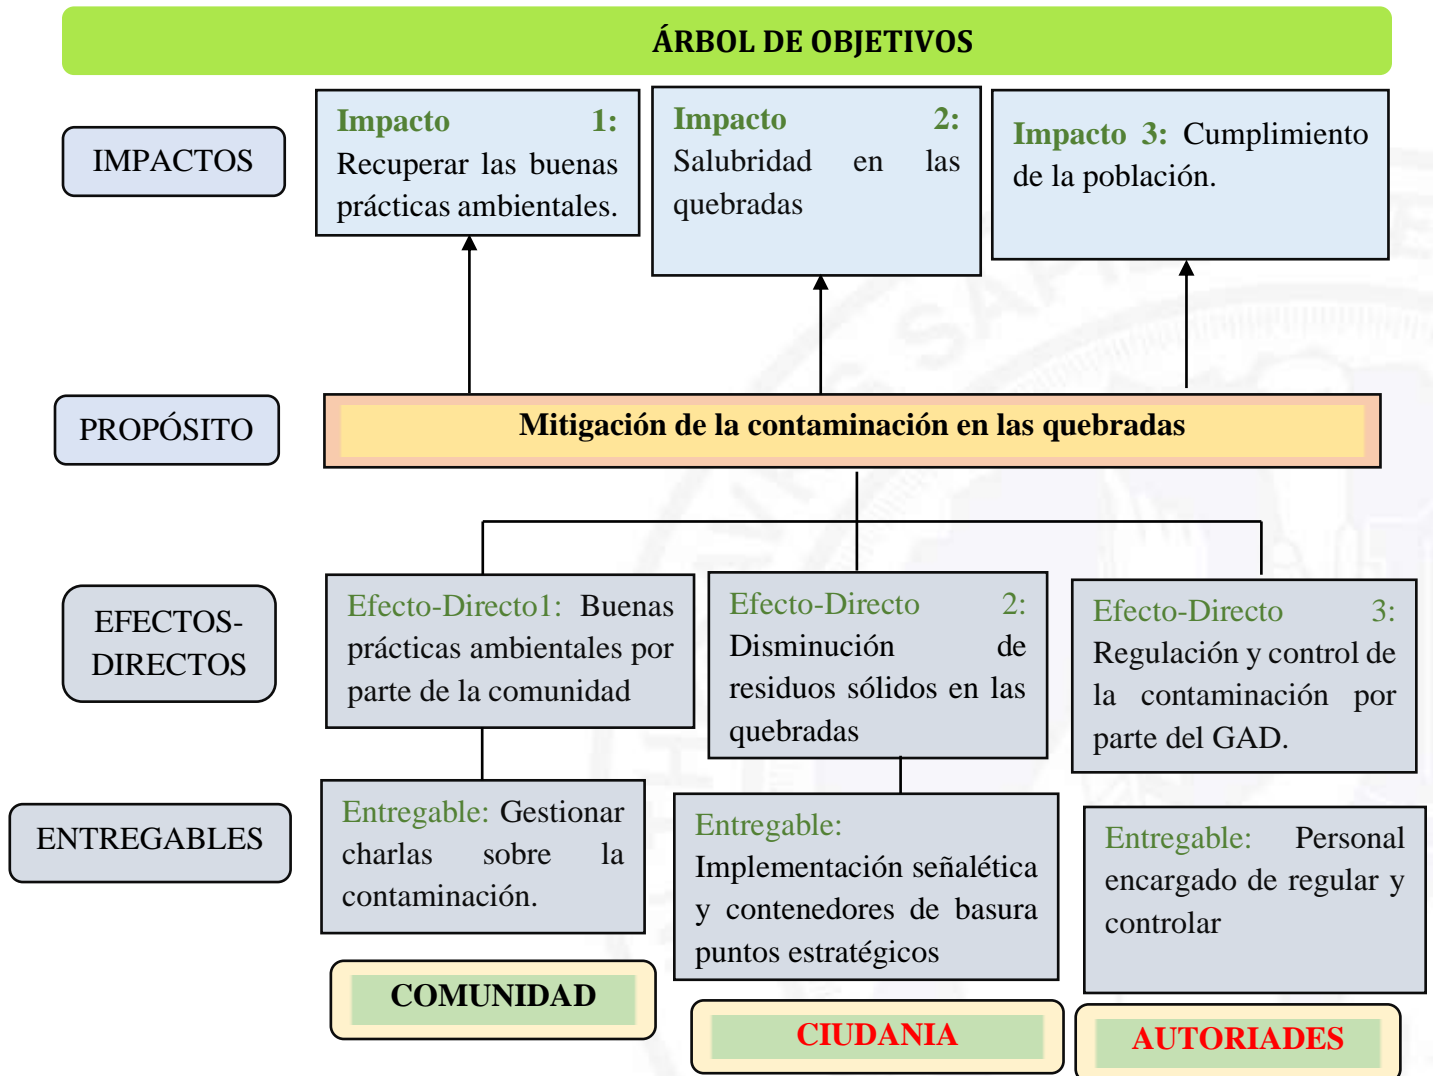 ÁRBOL DE OBJETIVOS
IMPACTOS
Impacto 1:
Recuperar las buenas
prácticas ambientales.
Impacto 2:
Salubridad en las
quebradas
Impacto 3: Cumplimiento
de la población.
PROPÓSITO
Mitigación de la contaminación en las quebradas
EFECTOS-
DIRECTOS
Efecto-Directo1: Buenas
prácticas ambientales por
parte de la comunidad
Efecto-Directo 2:
Disminución de
residuos sólidos en las
quebradas
Efecto-Directo 3:
Regulación y control de
la contaminación por
parte del GAD.
ENTREGABLES
Entregable: Gestionar
charlas sobre la
contaminación.
Entregable:
Implementación señalética
y contenedores de basura
puntos estratégicos
Entregable: Personal
encargado de regular y
controlar
COMUNIDAD
CIUDANIA
AUTORIADES